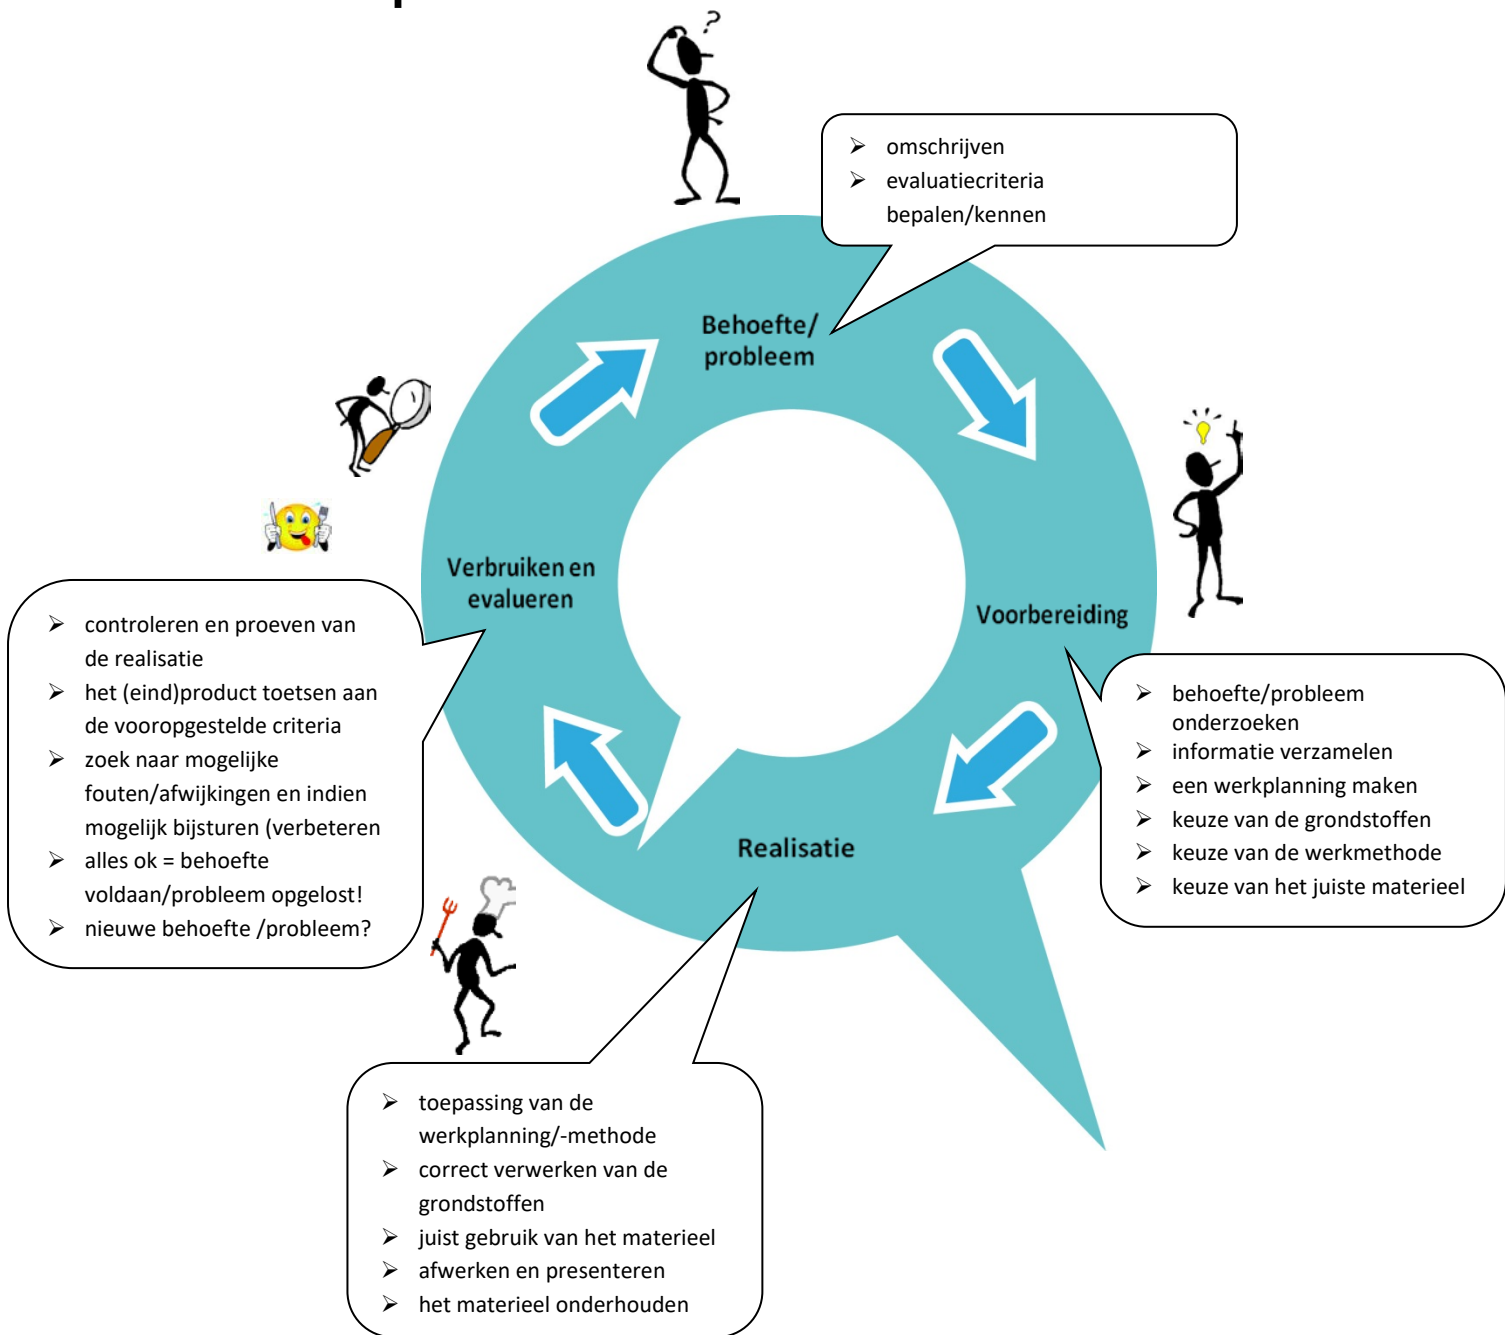 ?
➢ omschrijven
➢ evaluatiecriteria
bepalen/kennen
Behoefte/
probleem
Voorbereiding
➢ behoefte/probleem
onderzoeken
➢ informatie verzamelen
➢ een werkplanning maken
➢ keuze van de grondstoffen
➢ keuze van de werkmethode
➢ keuze van het juiste materieel
Realisatie
➢ toepassing van de
werkplanning/-methode
➢ correct verwerken van de
grondstoffen
➢ juist gebruik van het materieel
➢ afwerken en presenteren
➢ het materieel onderhouden
Verbruiken en
evalueren
➢ controleren en proeven van
de realisatie
➢ het (eind)product toetsen aan
de vooropgestelde criteria
➢ zoek naar mogelijke
fouten/afwijkingen en indien
mogelijk bijsturen (verbeteren
➢ alles ok = behoefte
voldaan/probleem opgelost!
➢ nieuwe behoefte /probleem?